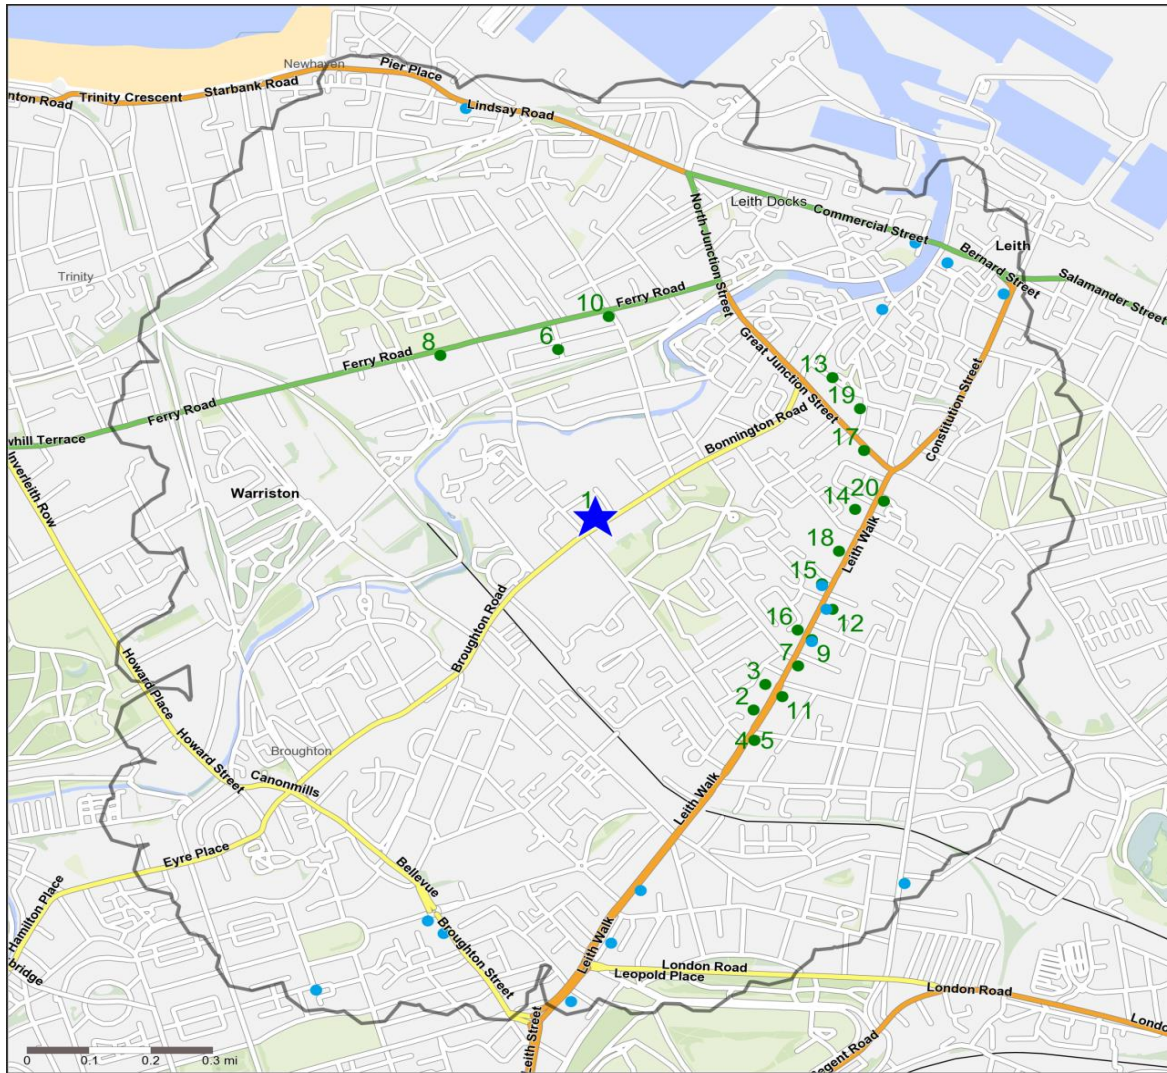 Newhaven
Pier Place
Starbank Road
Trinity Crescent
nton Road
Lindsay Road
Leith Docks
North Junction Street
Commercial Street
Leith
Bernard Street
Salamander Street
Trinity
10
Ferry Road
6
8
Ferry Road
Great Junction Street
13
Constitution Street
19
Ferry Road
whill Terrace
Bonnington Road
17
Inverleith Row
Warriston
1
14
20
18
Leith Walk
15
Broughton Road
12
16
9
7
3
Howard Place
2
11
4
5
Howard Street
Broughton
Canonmills
Leith Walk
Eyre Place
Bellevue
Hamilton Place
Broughton Street
Leith Walk
London Road
Leopold Place
London Road
bridge
Londo
Leith Street
egent Road
0
0.1
0.2
0.3 mi